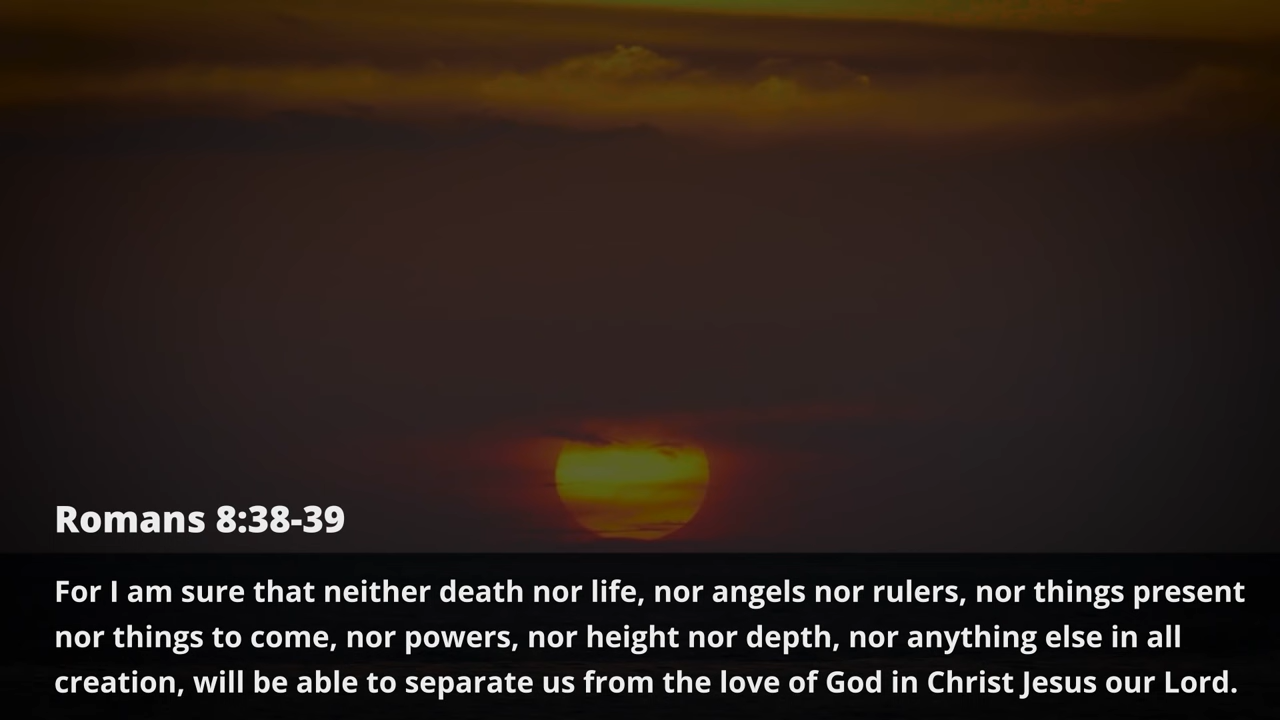 Romans 8:38-39
For I am sure that neither death nor life, nor angels nor rulers, nor things present
nor things to come, nor powers, nor height nor depth, nor anything else in all
creation, will be able to separate us from the love of God in Christ Jesus our Lord.